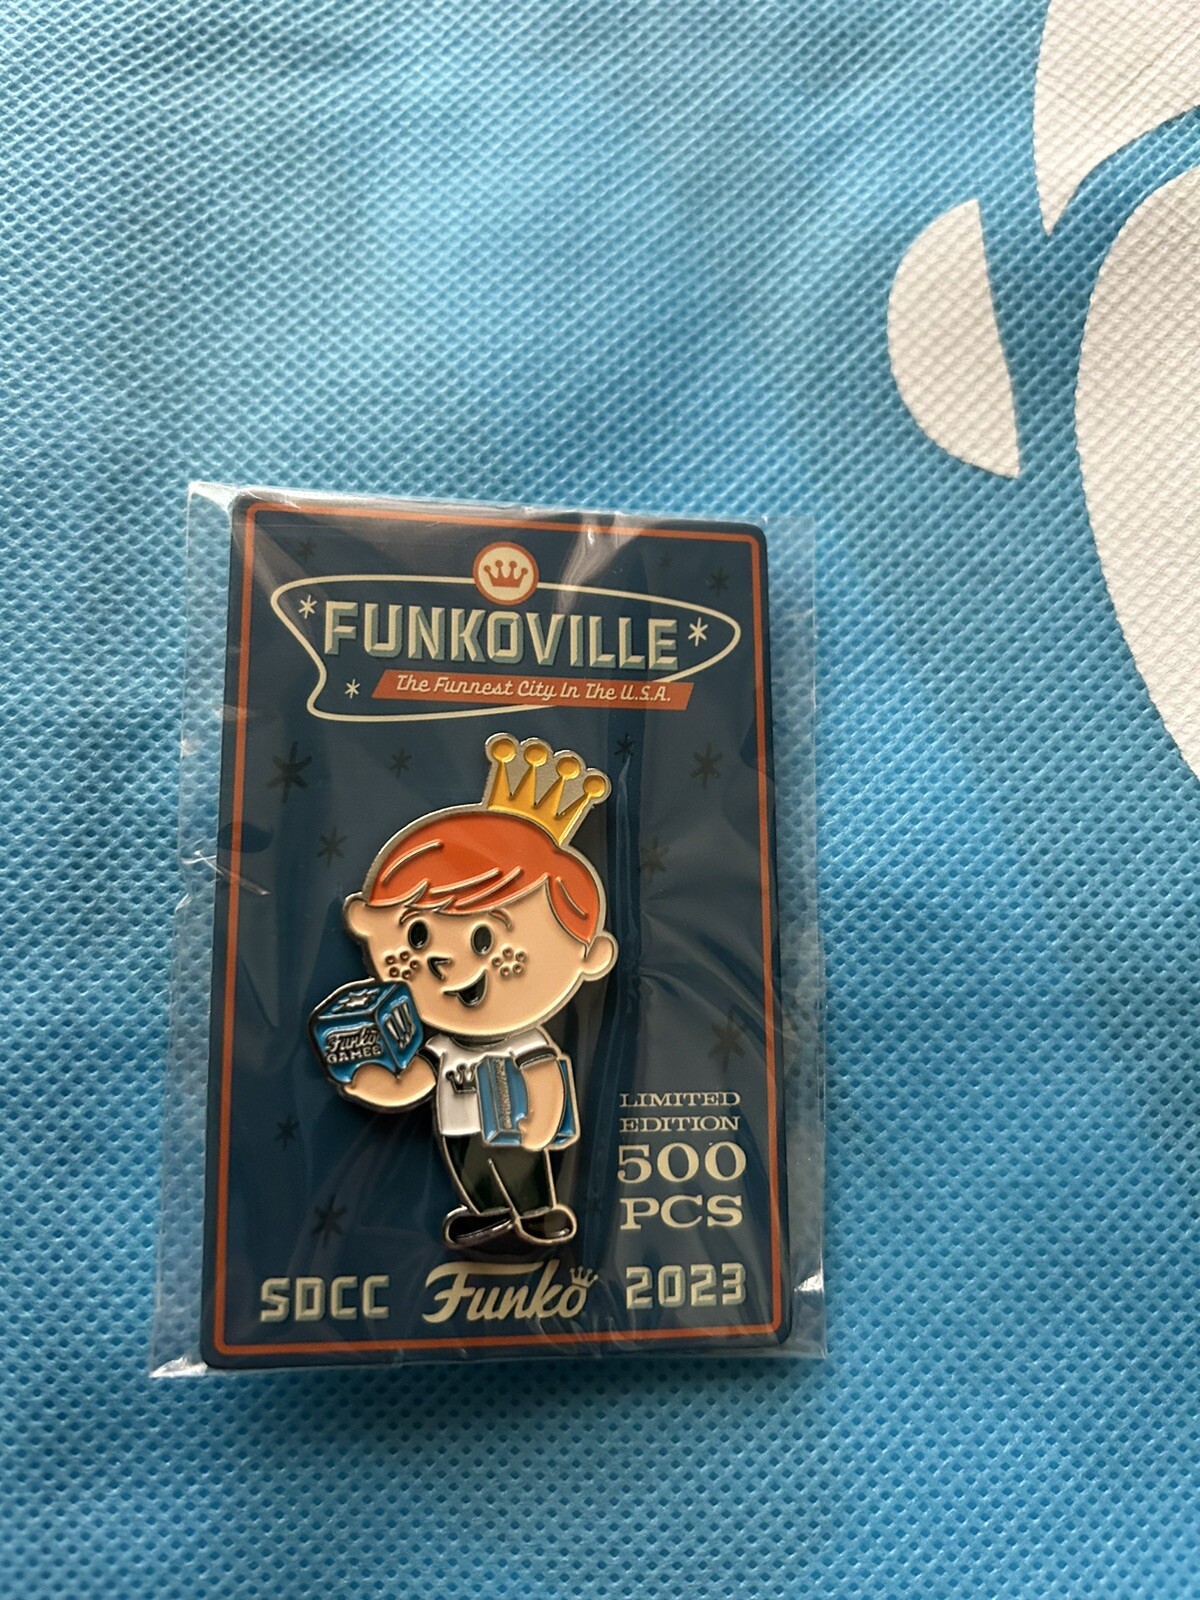 FUNKOVILLE
The Funnest City In The U.S.A.
Funko
GAMES
LIMITED
EDITION
500
PCS
SDCC Funko 2023